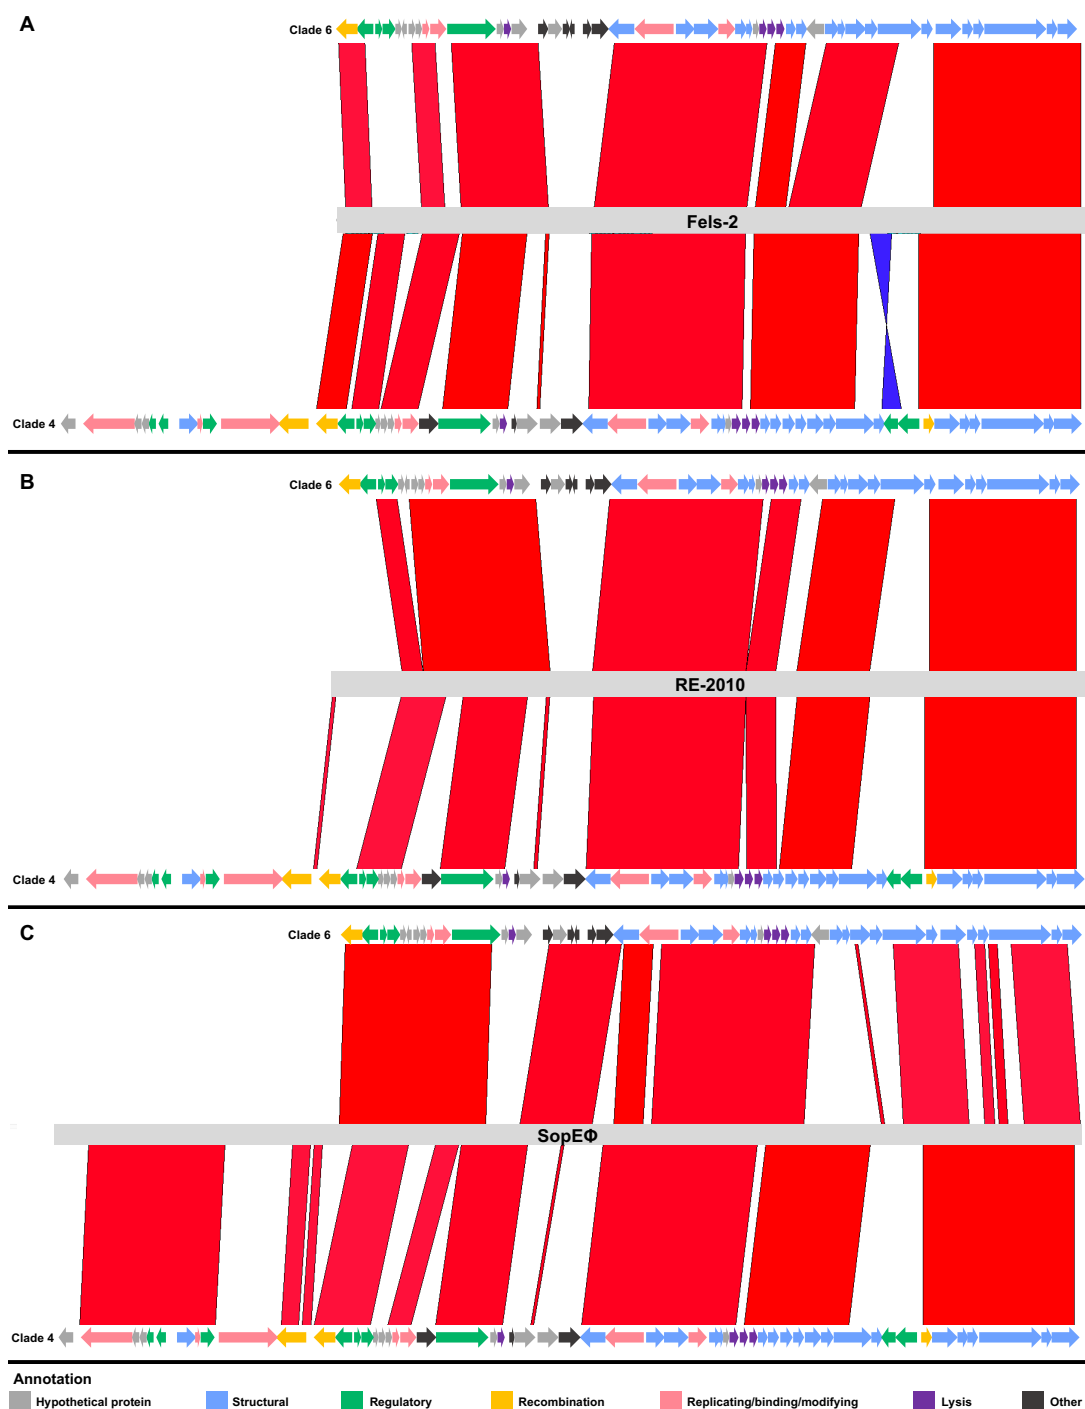 A
Clade 6
Fels-2
Clade 4
B
Clade 6
RE-2010
Clade 4
C
Clade 6
SopEΦ
Clade 4
Annotation
Hypothetical protein Structural Regulatory Recombination Replicating/binding/modifying Lysis Other